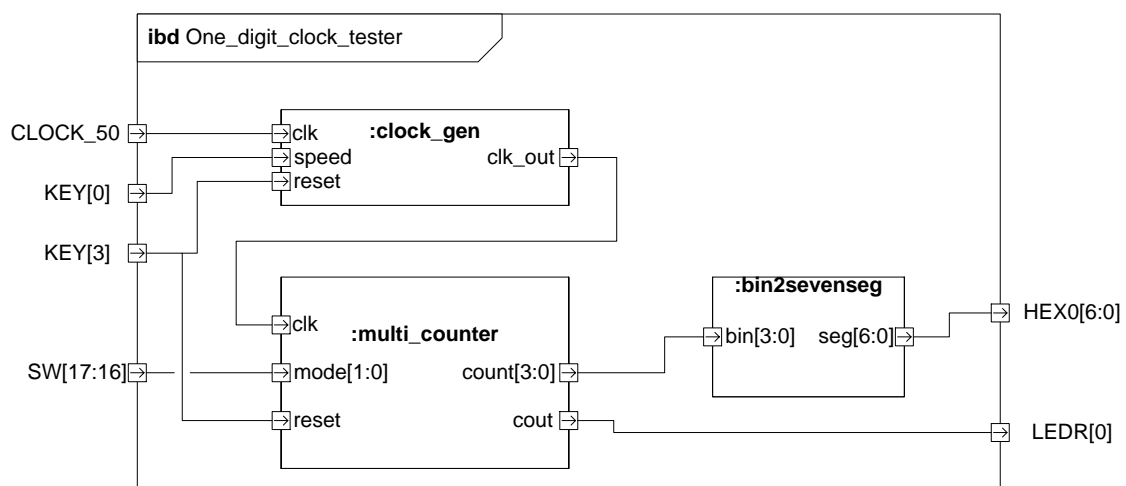 ibd One_digit_clock_tester
CLOCK_50
KEY[0]
KEY[3]
SW[17:16]
:clock_gen
clk
speed
reset
clk_out
:multi_counter
clk
mode[1:0]
reset
count[3:0]
cout
:bin2sevenseg
bin[3:0]
seg[6:0]
HEX0[6:0]
LEDR[0]